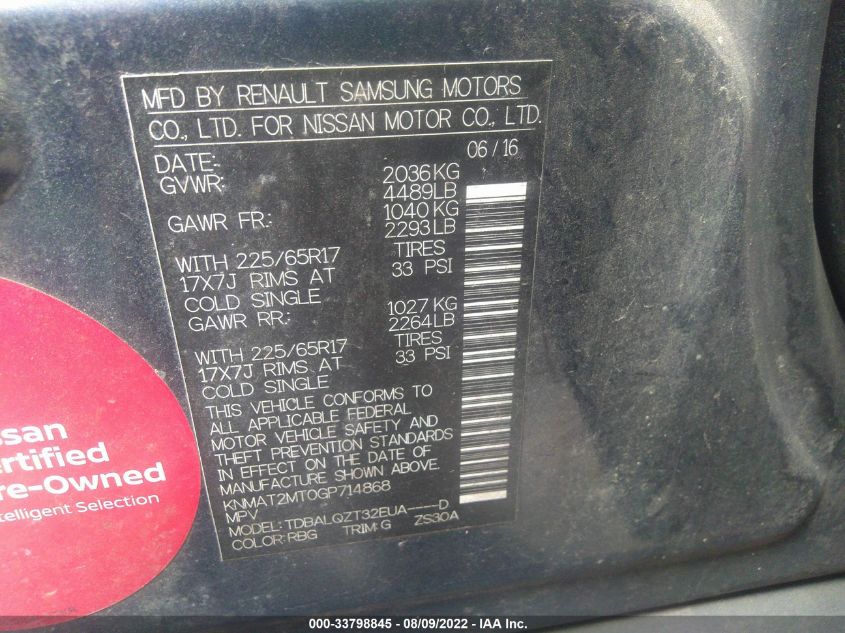 MFD BY RENAULT SAMSUNG MOTORS
CO., LTD. FOR NISSAN MOTOR CO., LTD.
DATE: 06/16
GVWR: 2036KG
4489LB
GAWR FR: 1040KG
2293LB
WITH 225/65R17 TIRES
17X7J RIMS AT 33 PSI
COLD SINGLE
GAWR RR: 1027KG
2264LB
WITH 225/65R17 TIRES
17X7J RIMS AT 33 PSI
COLD SINGLE
THIS VEHICLE CONFORMS TO
ALL APPLICABLE FEDERAL
MOTOR VEHICLE SAFETY AND
THEFT PREVENTION STANDARDS
IN EFFECT ON THE DATE OF
MANUFACTURE SHOWN ABOVE.
KNMAT2MT0GP714868
MPV
MODEL: TDBALQZT32EUA----D
COLOR: RBG TRIM: G ZS30A
ssan
ertified
re-Owned
telligent Selection
000-33798845 - 08/09/2022 - IAA Inc.